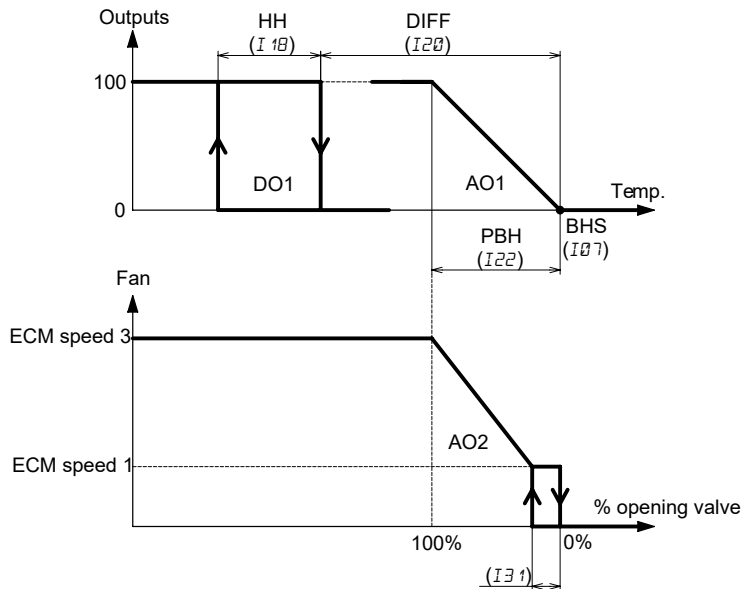 Outputs
HH
(I18)
DIFF
(I20)
100
DO1
AO1
Temp.
0
BHS
(I07)
PBH
(I22)
Fan
ECM speed 3
AO2
ECM speed 1
% opening valve
100%
0%
(I31)